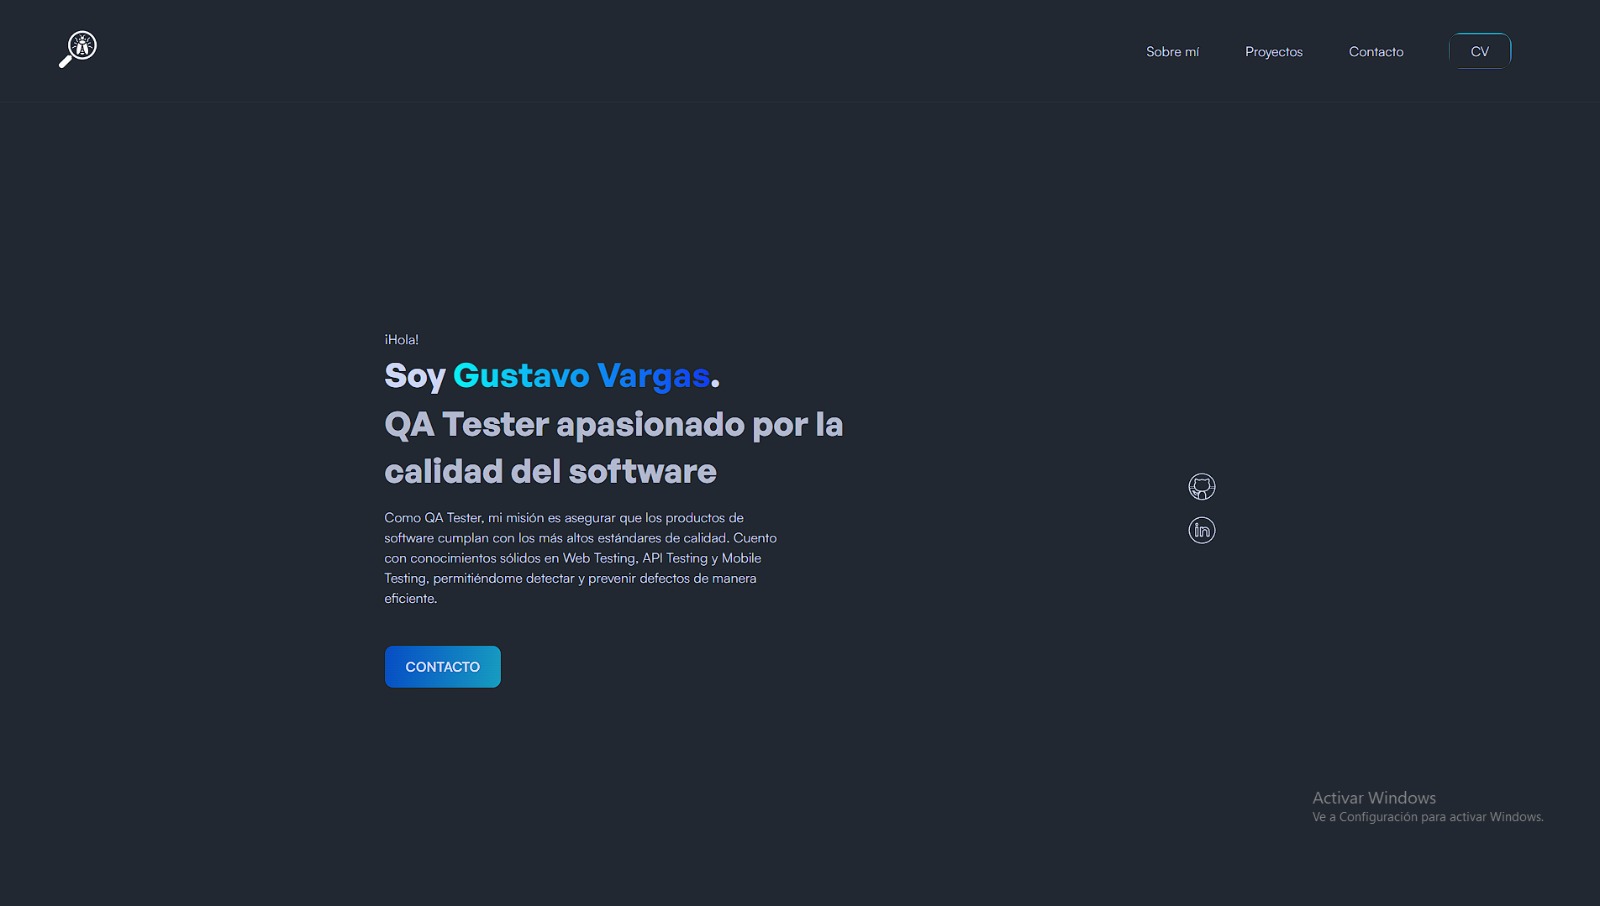 Sobre mí
Proyectos
Contacto
CV
¡Hola!
Soy Gustavo Vargas.
QA Tester apasionado por la
calidad del software
Como QA Tester, mi misión es asegurar que los productos de
software cumplan con los más altos estándares de calidad. Cuento
con conocimientos sólidos en Web Testing, API Testing y Mobile
Testing, permitiéndome detectar y prevenir defectos de manera
eficiente.
CONTACTO
in
Activar Windows
Ve a Configuración para activar Windows.